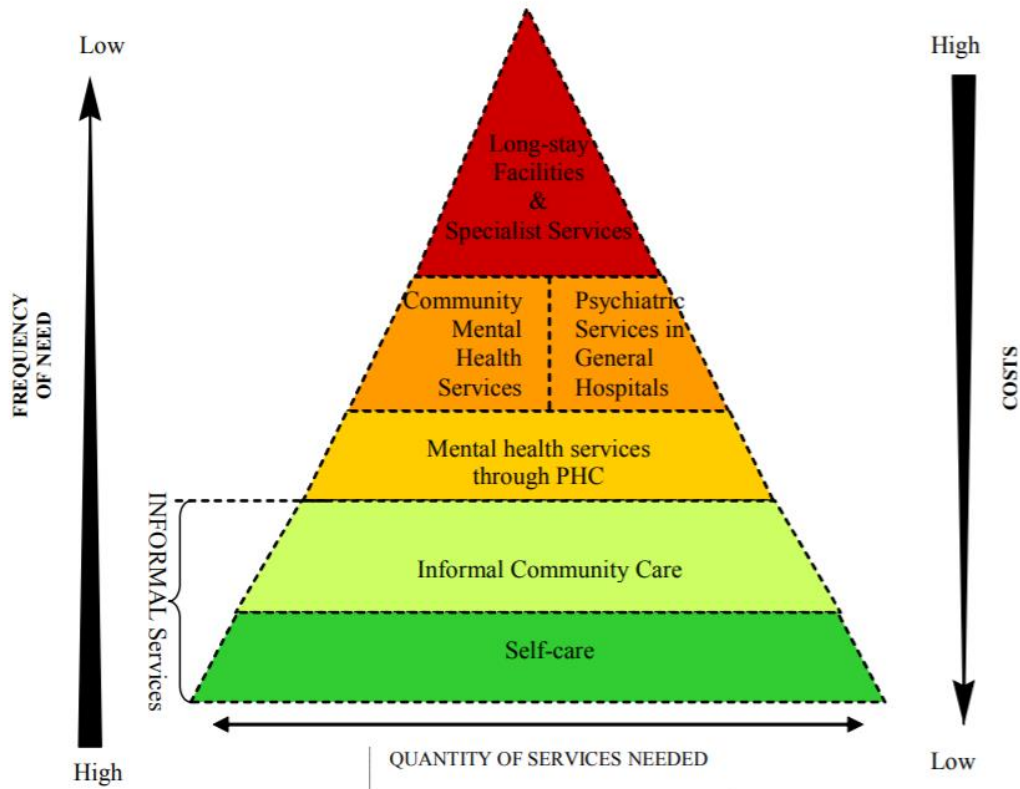 Low
High
Long-stay
Facilities
&
Specialist Services
Community
Mental
Health
Services
Psychiatric
Services in
General
Hospitals
FREQUENCY
OF NEED
COSTS
Mental health services
through PHC
INFORMAL Services
Informal Community Care
Self-care
QUANTITY OF SERVICES NEEDED
High
Low